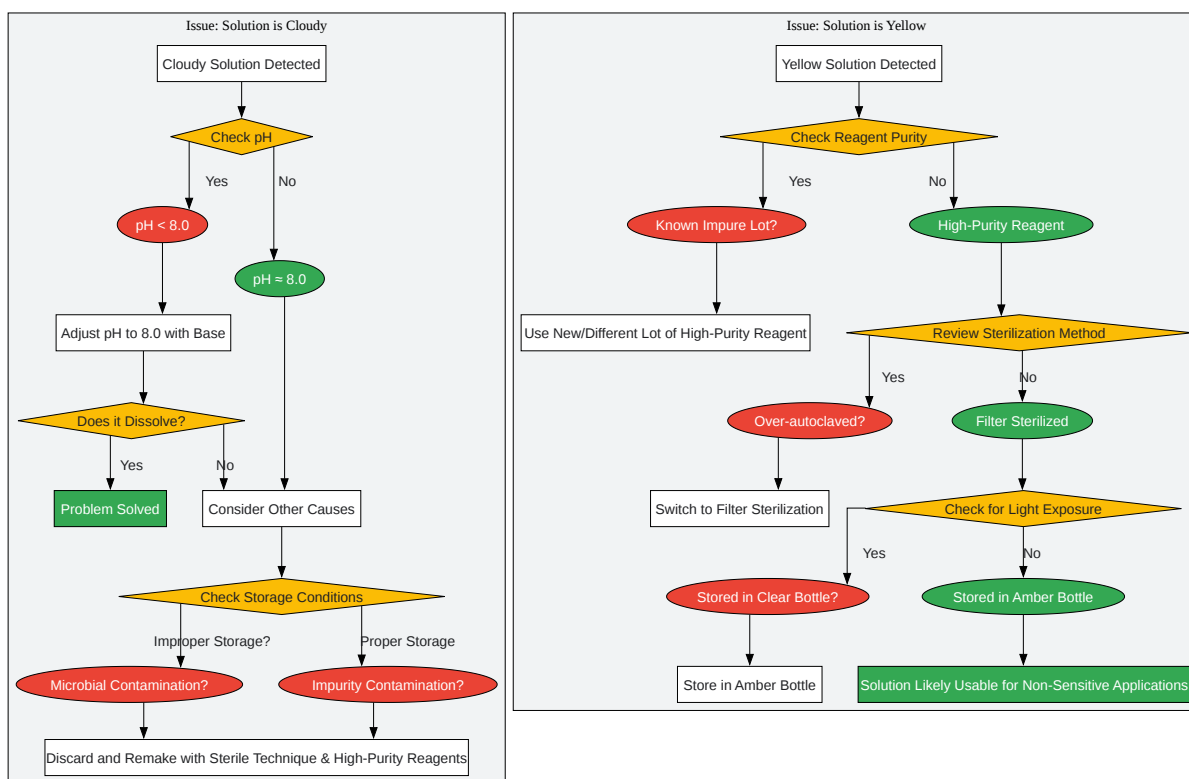 Issue: Solution is Cloudy
Cloudy Solution Detected
Check pH
Yes
No
pH < 8.0
pH ≈ 8.0
Adjust pH to 8.0 with Base
Does it Dissolve?
Yes
No
Problem Solved
Consider Other Causes
Check Storage Conditions
Improper Storage?
Proper Storage
Microbial Contamination?
Impurity Contamination?
Discard and Remake with Sterile Technique & High-Purity Reagents
Issue: Solution is Yellow
Yellow Solution Detected
Check Reagent Purity
Yes
No
Known Impure Lot?
High-Purity Reagent
Use New/Different Lot of High-Purity Reagent
Review Sterilization Method
Yes
No
Over-autoclaved?
Filter Sterilized
Switch to Filter Sterilization
Check for Light Exposure
Yes
No
Stored in Clear Bottle?
Stored in Amber Bottle
Store in Amber Bottle
Solution Likely Usable for Non-Sensitive Applications